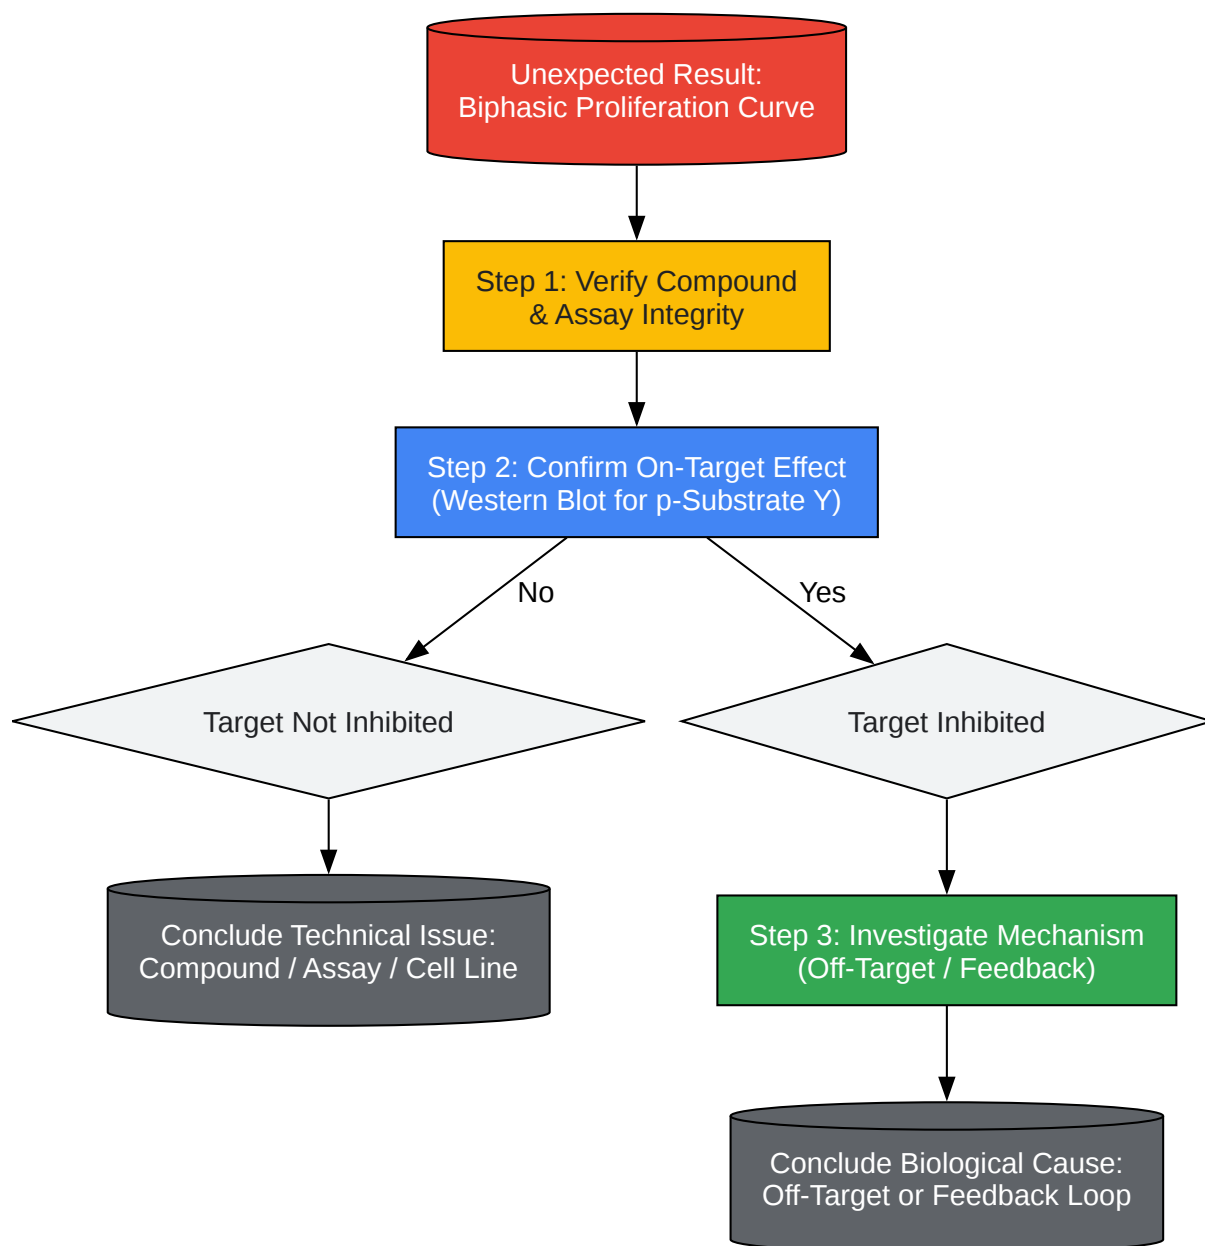 Unexpected Result:
Biphasic Proliferation Curve
Step 1: Verify Compound
& Assay Integrity
Step 2: Confirm On-Target Effect
(Western Blot for p-Substrate Y)
No
Yes
Target Not Inhibited
Target Inhibited
Conclude Technical Issue:
Compound / Assay / Cell Line
Step 3: Investigate Mechanism
(Off-Target / Feedback)
Conclude Biological Cause:
Off-Target or Feedback Loop